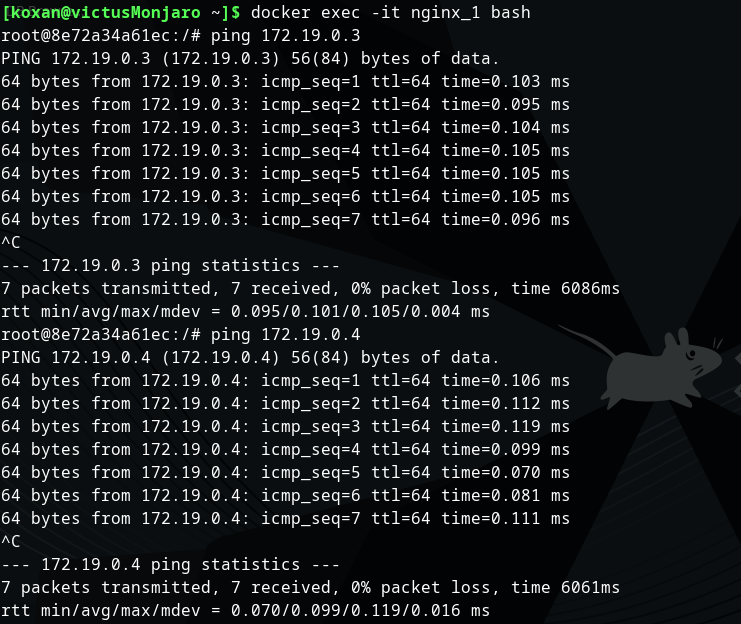 [koxan@victusMonjaro ~]$ docker exec -it nginx_1 bash
root@8e72a34a61ec:/# ping 172.19.0.3
PING 172.19.0.3 (172.19.0.3) 56(84) bytes of data.
64 bytes from 172.19.0.3: icmp_seq=1 ttl=64 time=0.103 ms
64 bytes from 172.19.0.3: icmp_seq=2 ttl=64 time=0.095 ms
64 bytes from 172.19.0.3: icmp_seq=3 ttl=64 time=0.104 ms
64 bytes from 172.19.0.3: icmp_seq=4 ttl=64 time=0.105 ms
64 bytes from 172.19.0.3: icmp_seq=5 ttl=64 time=0.105 ms
64 bytes from 172.19.0.3: icmp_seq=6 ttl=64 time=0.105 ms
64 bytes from 172.19.0.3: icmp_seq=7 ttl=64 time=0.096 ms
^C
--- 172.19.0.3 ping statistics ---
7 packets transmitted, 7 received, 0% packet loss, time 6086ms
rtt min/avg/max/mdev = 0.095/0.101/0.105/0.004 ms
root@8e72a34a61ec:/# ping 172.19.0.4
PING 172.19.0.4 (172.19.0.4) 56(84) bytes of data.
64 bytes from 172.19.0.4: icmp_seq=1 ttl=64 time=0.106 ms
64 bytes from 172.19.0.4: icmp_seq=2 ttl=64 time=0.112 ms
64 bytes from 172.19.0.4: icmp_seq=3 ttl=64 time=0.119 ms
64 bytes from 172.19.0.4: icmp_seq=4 ttl=64 time=0.099 ms
64 bytes from 172.19.0.4: icmp_seq=5 ttl=64 time=0.070 ms
64 bytes from 172.19.0.4: icmp_seq=6 ttl=64 time=0.081 ms
64 bytes from 172.19.0.4: icmp_seq=7 ttl=64 time=0.111 ms
^C
--- 172.19.0.4 ping statistics ---
7 packets transmitted, 7 received, 0% packet loss, time 6061ms
rtt min/avg/max/mdev = 0.070/0.099/0.119/0.016 ms